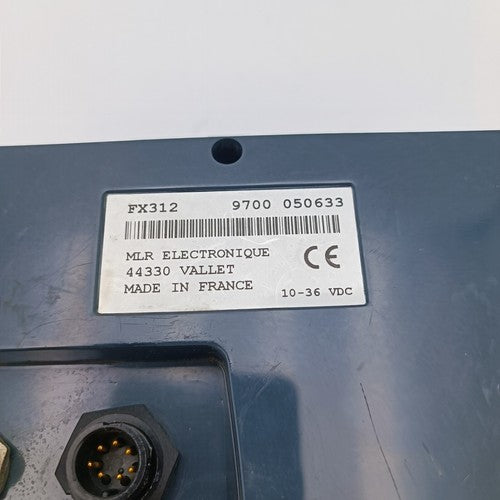 FX312 9700 050633
MLR ELECTRONIQUE
44330 VALLET
MADE IN FRANCE
CE
10-36 VDC